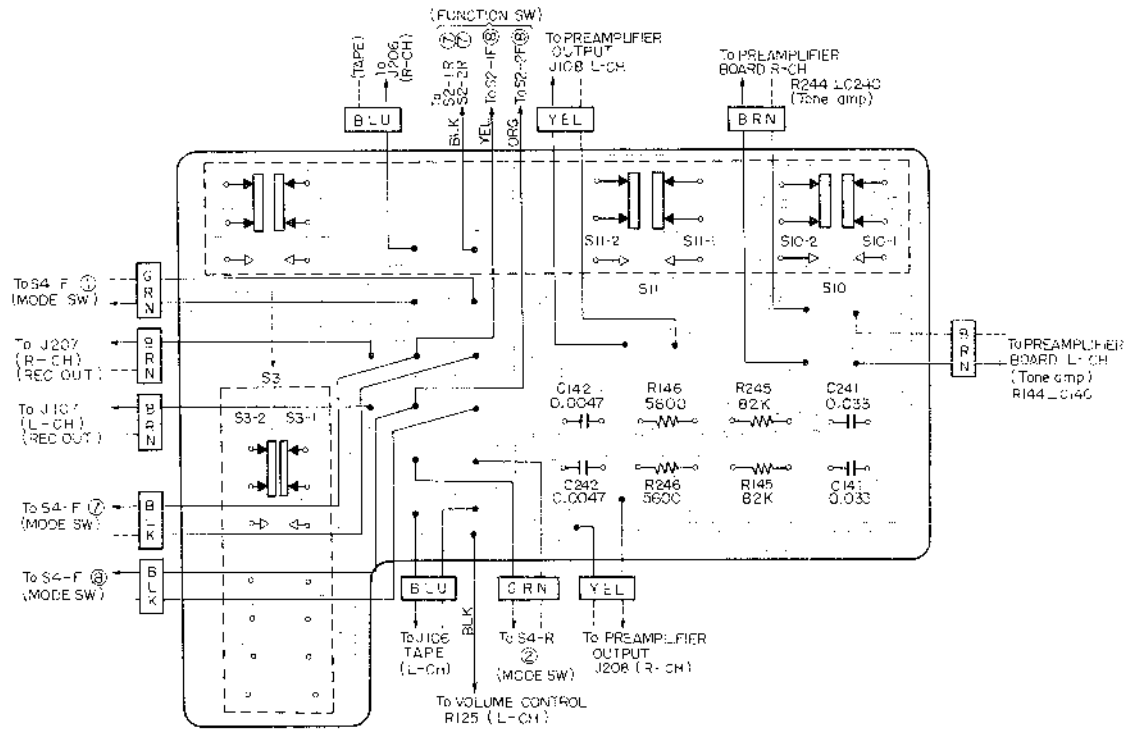 (FUNCTION SW)
(TAPE)
To J206 (R-CH)
To S2-1R ⑦
S2-2R ⑦
To S2-1F ⑧
To S2-2F ⑧
To PREAMPLIFIER
OUTPUT
J108 L-CH
To PREAMPLIFIER
BOARD R-CH
R244
(Tone amp)
BLU
BLK
YEL
ORG
YEL
BRN
S11-2
S11-1
S10-2
S10-1
S11
S10
To S4-F ①
(MODE SW)
GRN
To J207
(R-CH)
(REC OUT)
BRN
To J107
(L-CH)
(REC OUT)
BRN
S3
S3-2
S3-1
BRN
To PREAMPLIFIER
BOARD L-CH
(Tone amp)
R144
C142
0.0047
R146
5600
R245
82K
C241
0.033
C242
0.0047
R246
5600
R145
82K
C141
0.033
To S4-F ⑦
(MODE SW)
BLK
To S4-F ⑧
(MODE SW)
BLK
BLU
BLK
GRN
YEL
To J106
TAPE
(L-CH)
To S4-R
②
(MODE SW)
To PREAMPLIFIER
OUTPUT
J208 (R-CH)
To VOLUME CONTROL
R125 (L-CH)